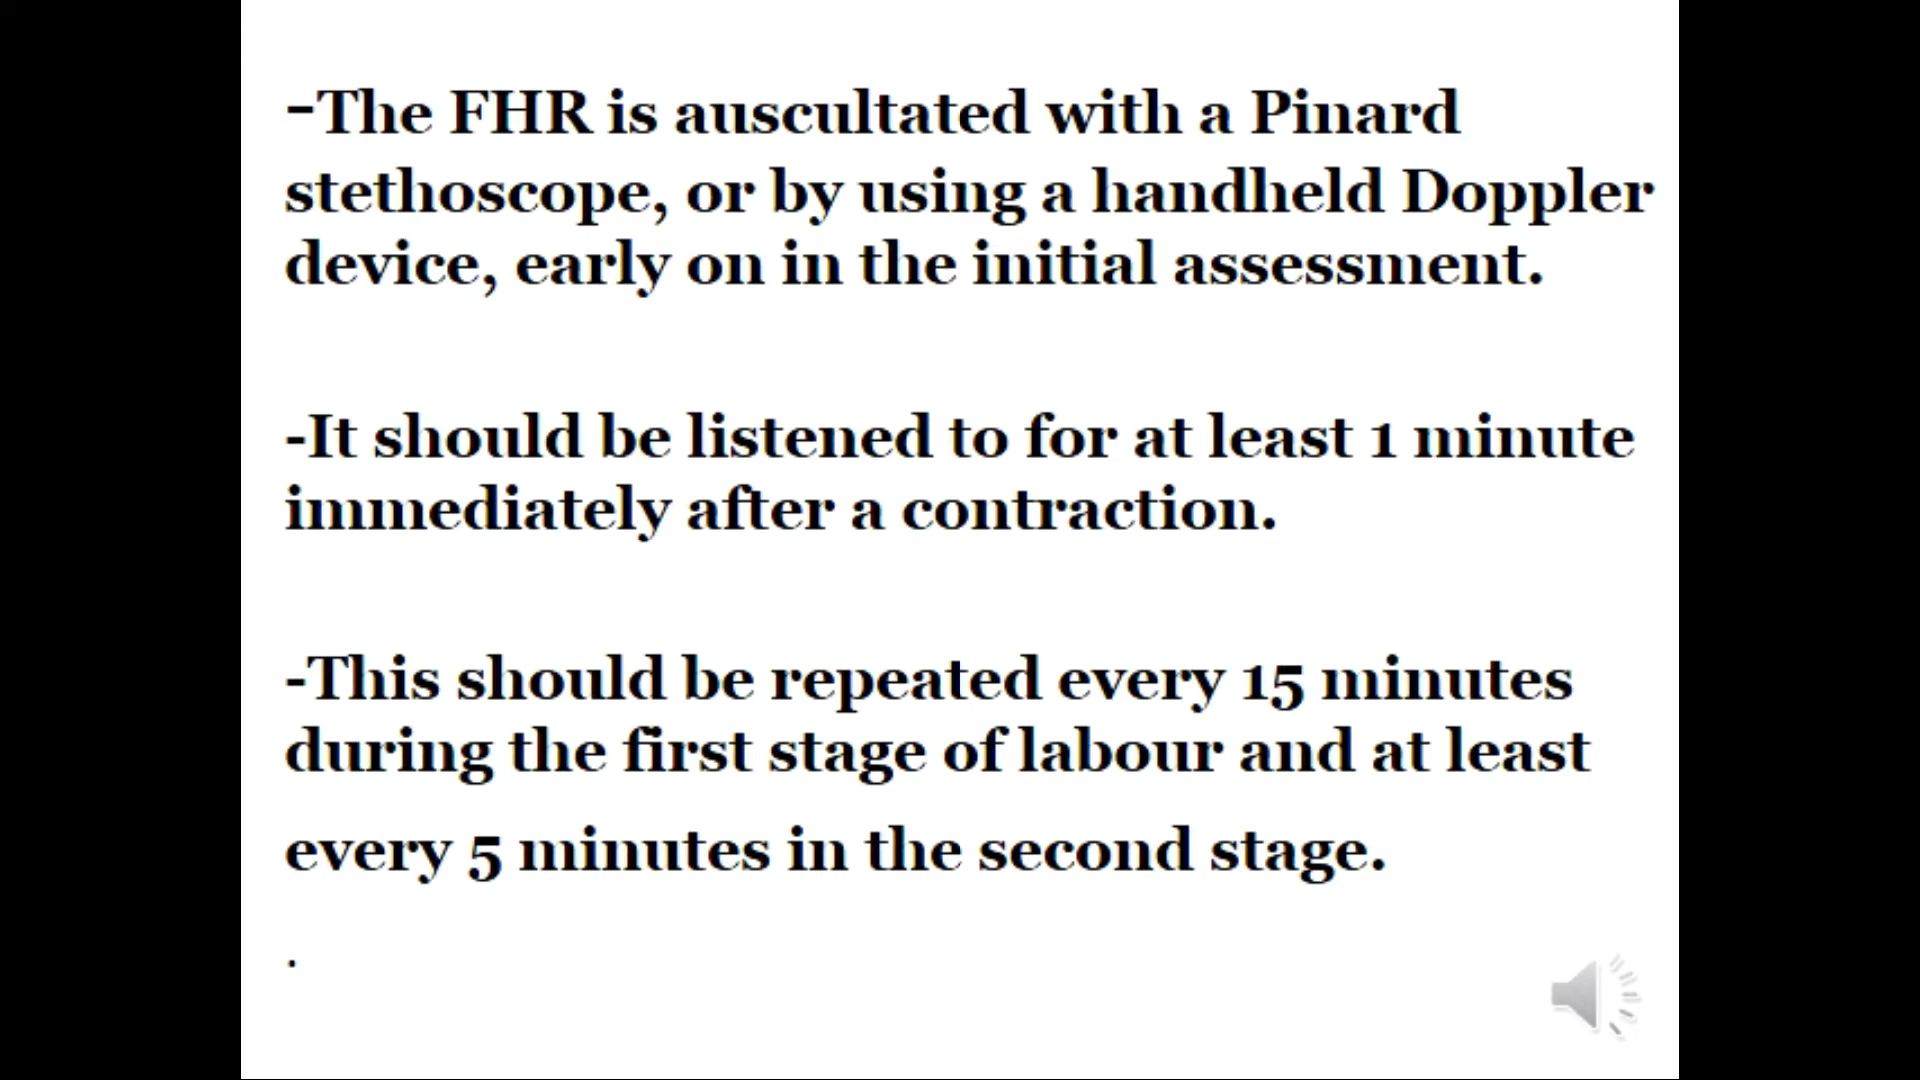 -The FHR is auscultated with a Pinard
stethoscope, or by using a handheld Doppler
device, early on in the initial assessment.
-It should be listened to for at least 1 minute
immediately after a contraction.
-This should be repeated every 15 minutes
during the first stage of labour and at least
every 5 minutes in the second stage.
.